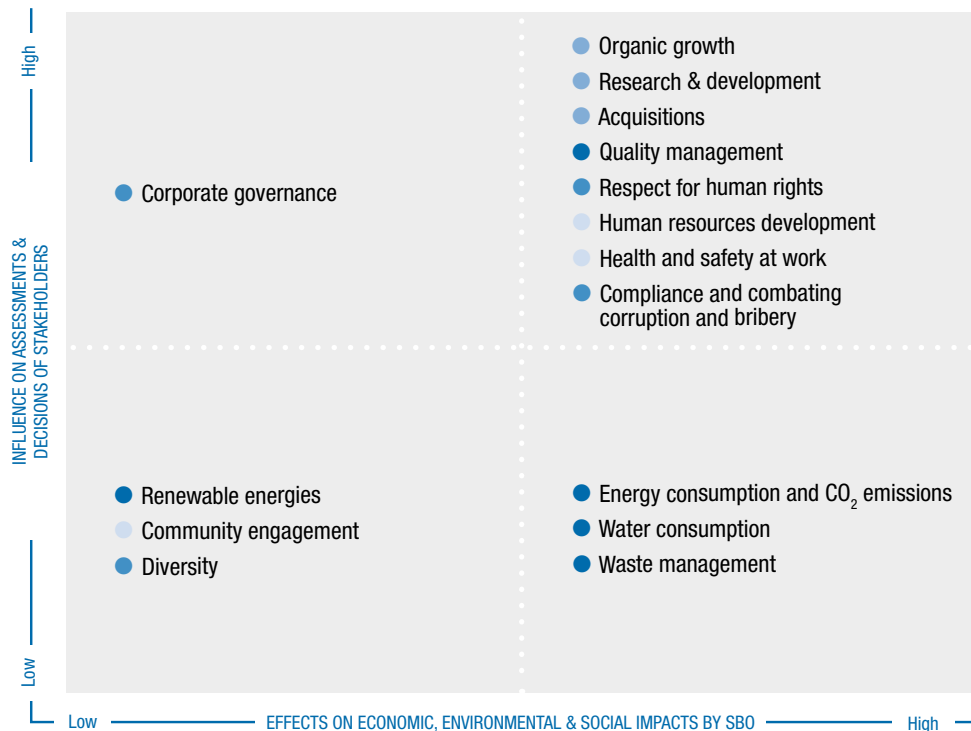 High
Organic growth
Research & development
Acquisitions
Quality management
Corporate governance
Respect for human rights
Human resources development
Health and safety at work
Compliance and combating
corruption and bribery
INFLUENCE ON ASSESSMENTS &
DECISIONS OF STAKEHOLDERS
Renewable energies
Community engagement
Diversity
Energy consumption and CO₂ emissions
Water consumption
Waste management
Low
Low
EFFECTS ON ECONOMIC, ENVIRONMENTAL & SOCIAL IMPACTS BY SBO
High